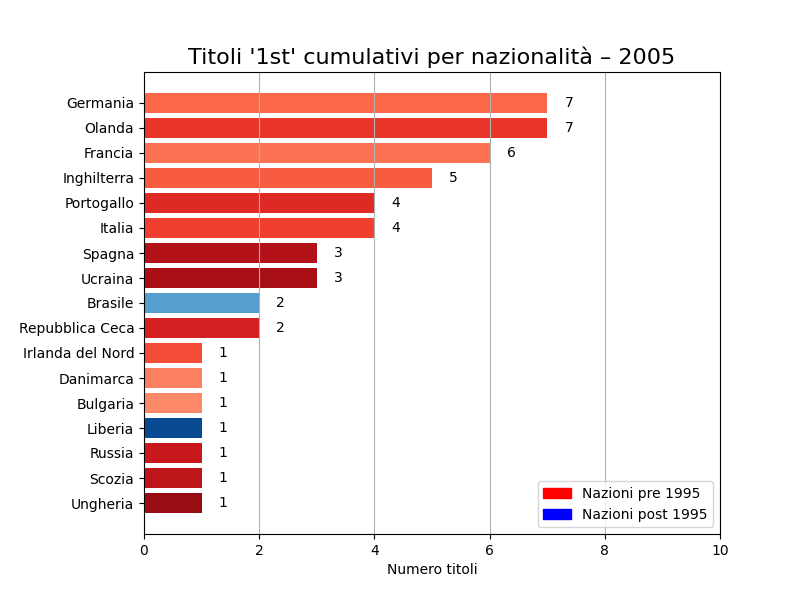 Titoli '1st' cumulativi per nazionalità – 2005
Germania 7
Olanda 7
Francia 6
Inghilterra 5
Portogallo 4
Italia 4
Spagna 3
Ucraina 3
Brasile 2
Repubblica Ceca 2
Irlanda del Nord 1
Danimarca 1
Bulgaria 1
Liberia 1
Russia 1
Scozia 1
Ungheria 1
Nazioni pre 1995
Nazioni post 1995
0 2 4 6 8 10
Numero titoli